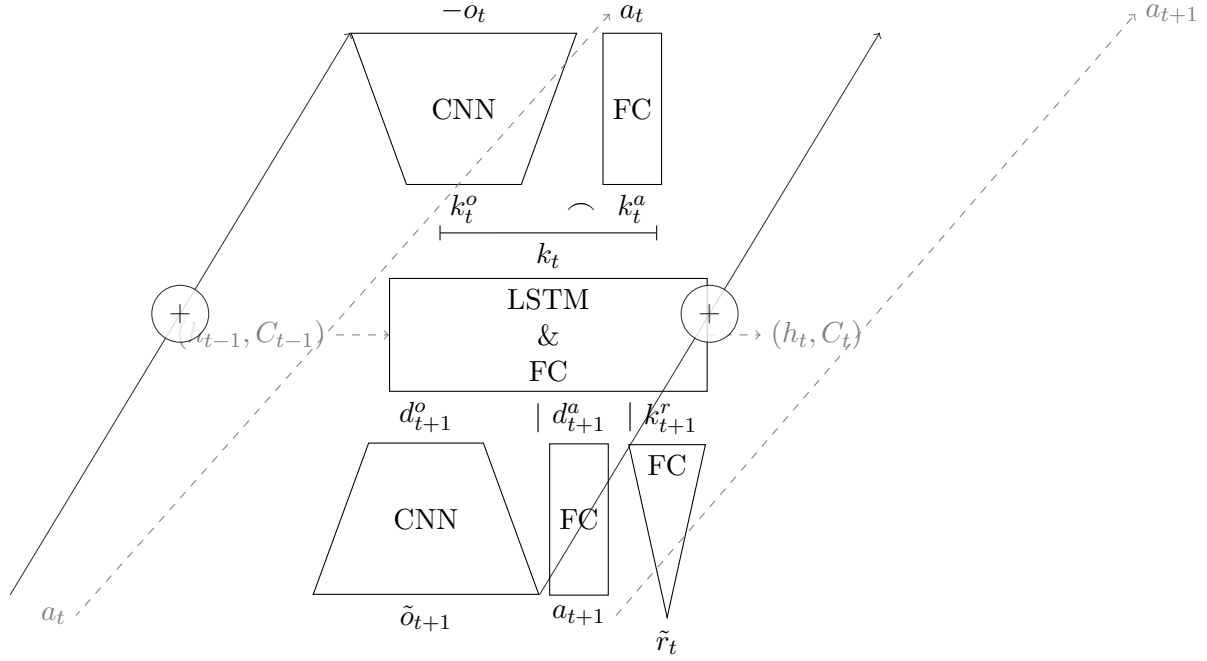 −o_t a_t a_{t+1}
CNN FC
k_t^o ⌢ k_t^a
k_t
+ LSTM +
(h_{t−1}, C_{t−1}) & (h_t, C_t)
FC
d_{t+1}^o | d_{t+1}^a | k_{t+1}^r
FC
CNN FC
a_t õ_{t+1} a_{t+1}
r̃_t